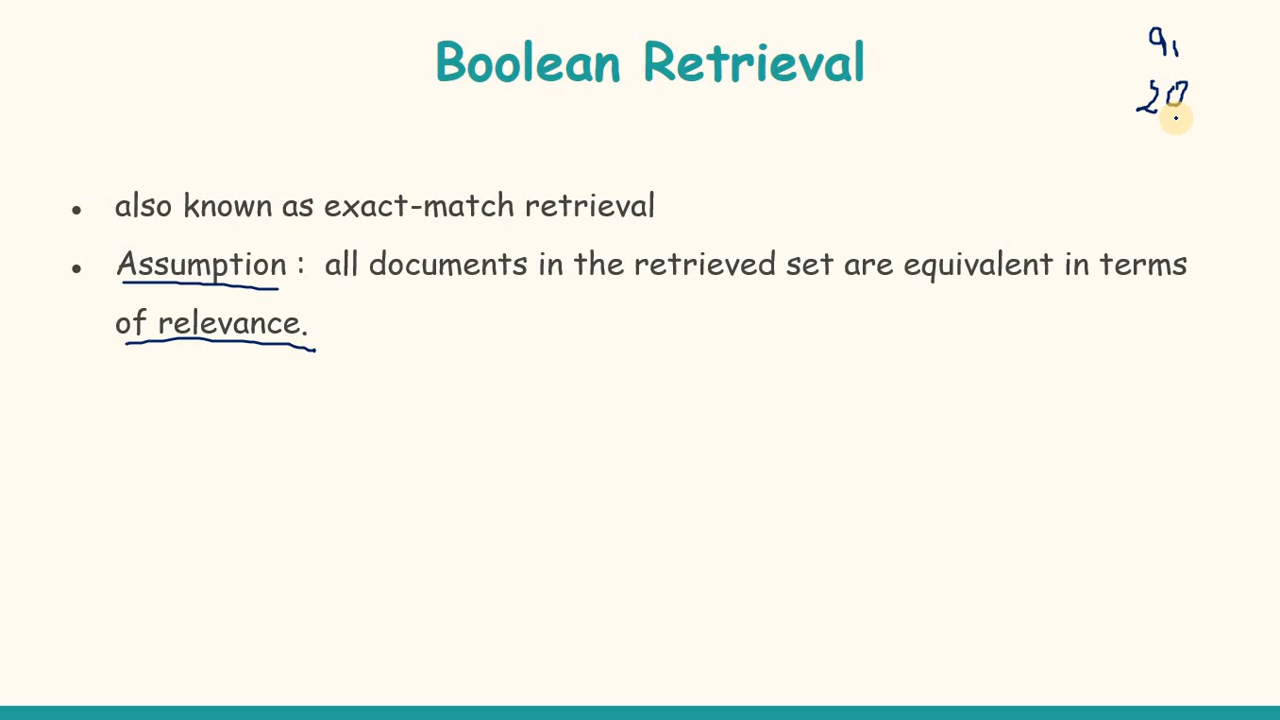 Boolean Retrieval
q1
20
• also known as exact-match retrieval
• Assumption : all documents in the retrieved set are equivalent in terms
of relevance.